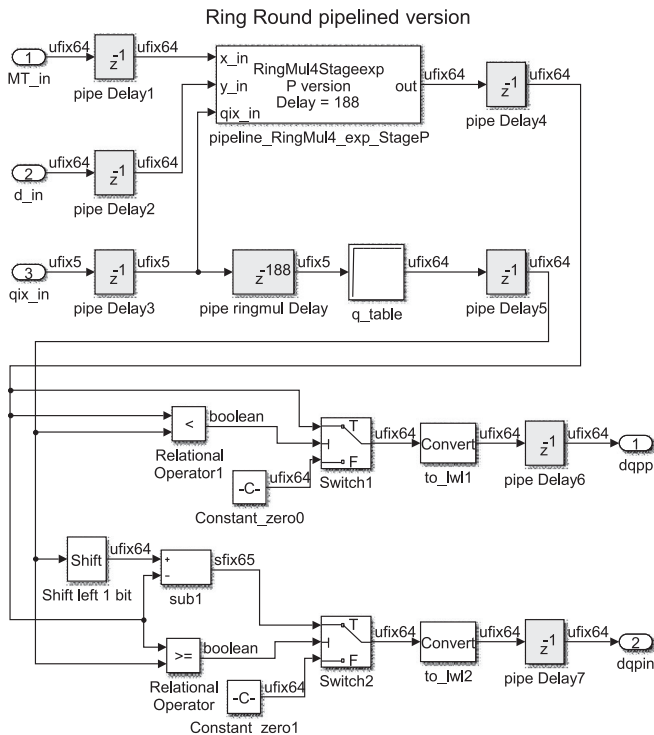 Ring Round pipelined version
1
MT_in
ufix64
z-1
pipe Delay1
ufix64
x_in
y_in
qix_in
RingMul4Stageexp
P version
Delay = 188
out
pipeline_RingMul4_exp_StageP
ufix64
z-1
pipe Delay4
ufix64
2
d_in
ufix64
z-1
pipe Delay2
ufix64
3
qix_in
ufix5
z-1
pipe Delay3
ufix5
z-188
pipe ringmul Delay
ufix5
q_table
ufix64
z-1
pipe Delay5
ufix64
<
Relational
Operator1
boolean
-C-
Constant_zero0
ufix64
T
F
Switch1
ufix64
Convert
to_lwl1
ufix64
z-1
pipe Delay6
ufix64
1
dqpp
Shift
Shift left 1 bit
ufix64
+
−
sub1
sfix65
>=
Relational
Operator
boolean
-C-
Constant_zero1
ufix64
T
F
Switch2
ufix64
Convert
to_lwl2
ufix64
z-1
pipe Delay7
ufix64
2
dqpin